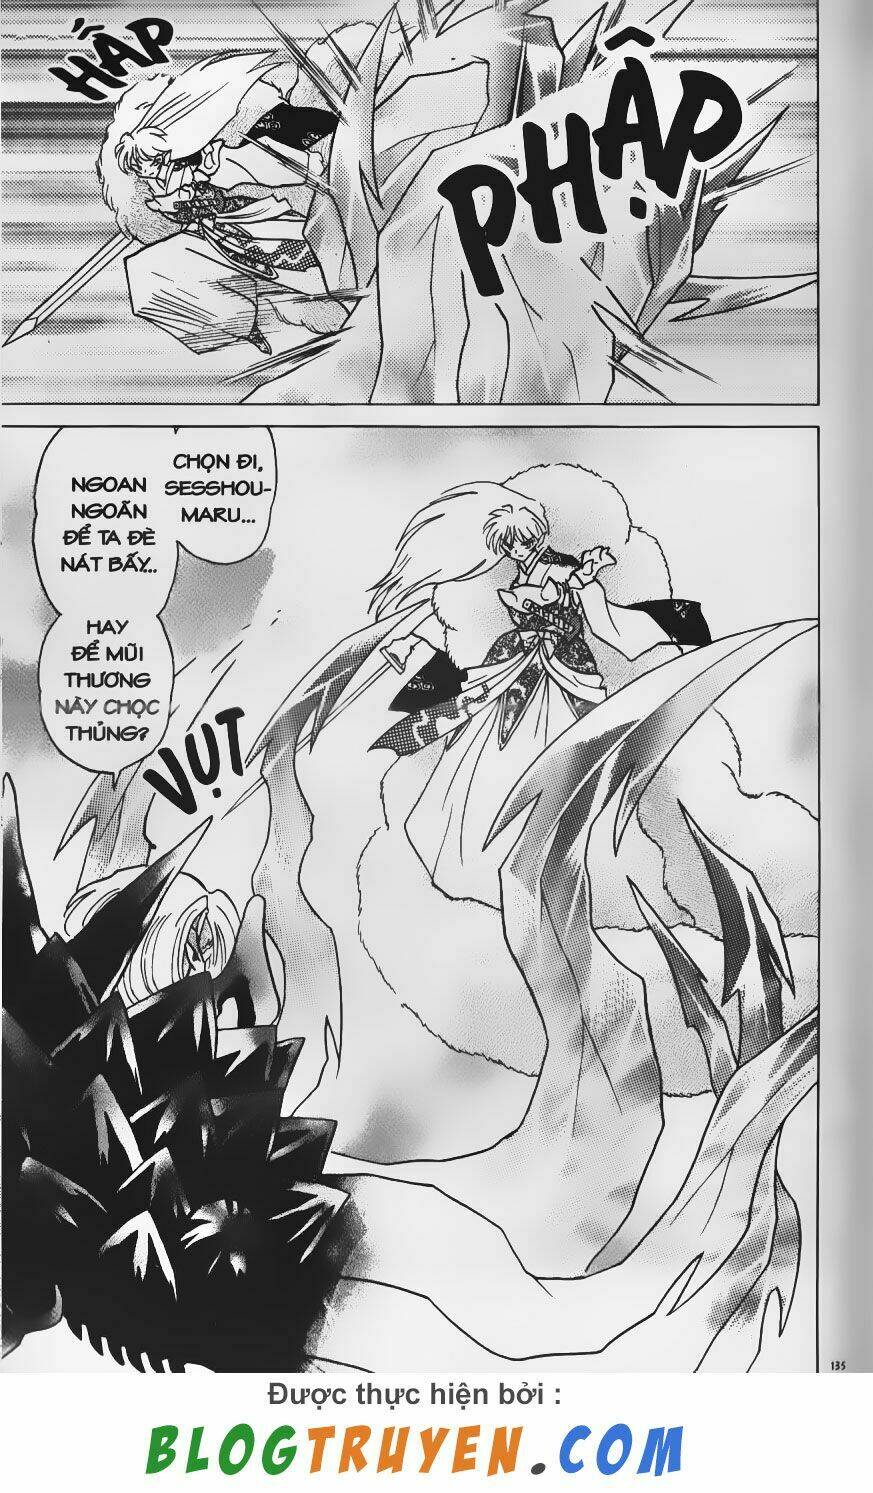 HẤP
PHẬP
CHỌN ĐI,
SESSHOU-
MARU...
NGOAN
NGOÃN
ĐỂ TA ĐÈ
NÁT BẤY...
HAY
ĐỂ MŨI
THƯƠNG
NÀY CHỌC
THỦNG?
VỤT
135
Được thực hiện bởi :
BLOGTRUYEN.COM